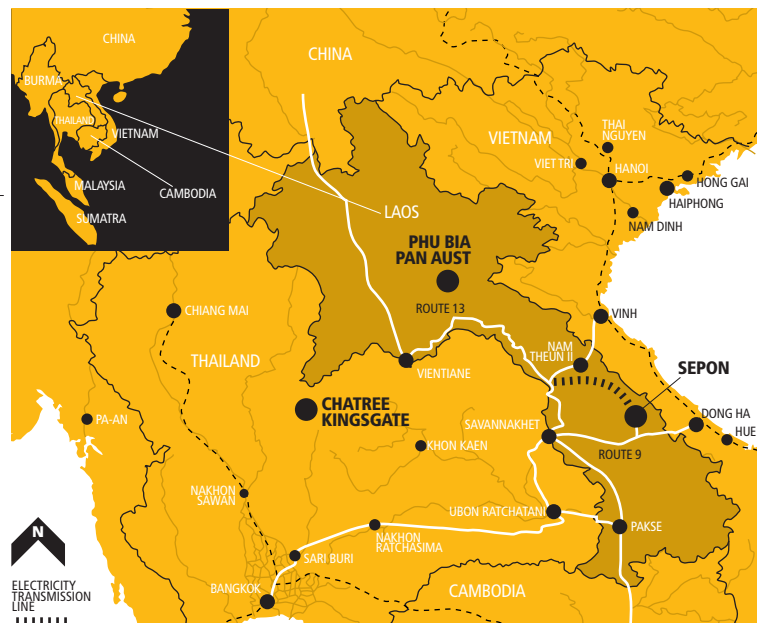 CHINA
BURMA
THAILAND
VIETNAM
MALAYSIA
CAMBODIA
SUMATRA
CHINA
VIETNAM
THAI
NGUYEN
VIET TRI
HANOI
HONG GAI
HAIPHONG
NAM DINH
LAOS
PHU BIA
PAN AUST
ROUTE 13
CHIANG MAI
VINH
NAM
THEUN II
THAILAND
VIENTIANE
SEPON
CHATREE
KINGSGATE
PA-AN
SAVANNAKHET
DONG HA
HUE
KHON KAEN
ROUTE 9
NAKHON
SAWAN
UBON RATCHATANI
PAKSE
NAKHON
RATCHASIMA
SARI BURI
N
ELECTRICITY
TRANSMISSION
LINE
BANGKOK
CAMBODIA